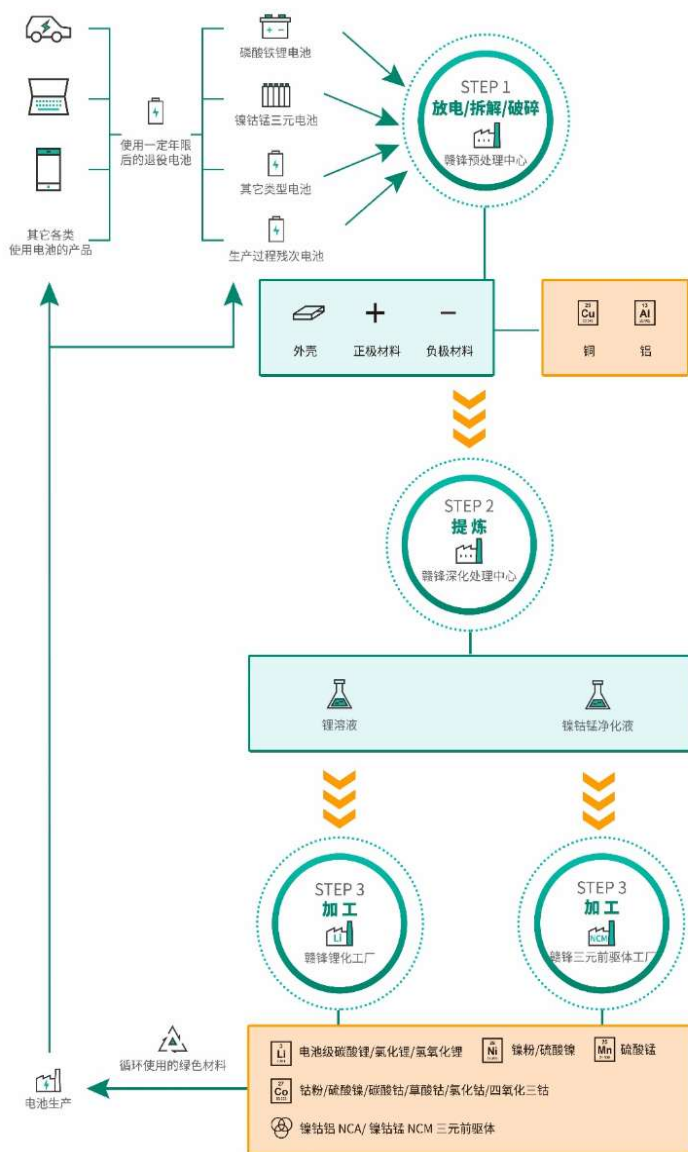 磷酸铁锂电池
STEP 1
放电/拆解/破碎
赣锋预处理中心
镍钴锰三元电池
使用一定年限
后的退役电池
其它类型电池
其它各类
使用电池的产品
生产过程残次电池
外壳
正极材料
负极材料
Cu
铜
13
Al
铝
STEP 2
提炼
赣锋深化处理中心
锂溶液
镍钴锰净化液
STEP 3
加工
Li
赣锋锂化工厂
STEP 3
加工
NCM
赣锋三元前驱体工厂
3
Li
电池级碳酸锂/氯化锂/氢氧化锂
Ni
镍粉/硫酸镍
25
Mn
硫酸锰
27
Co
钴粉/硫酸镍/碳酸钴/草酸钴/氯化钴/四氧化三钴
镍钴铝 NCA/ 镍钴锰 NCM 三元前驱体
循环使用的绿色材料
电池生产